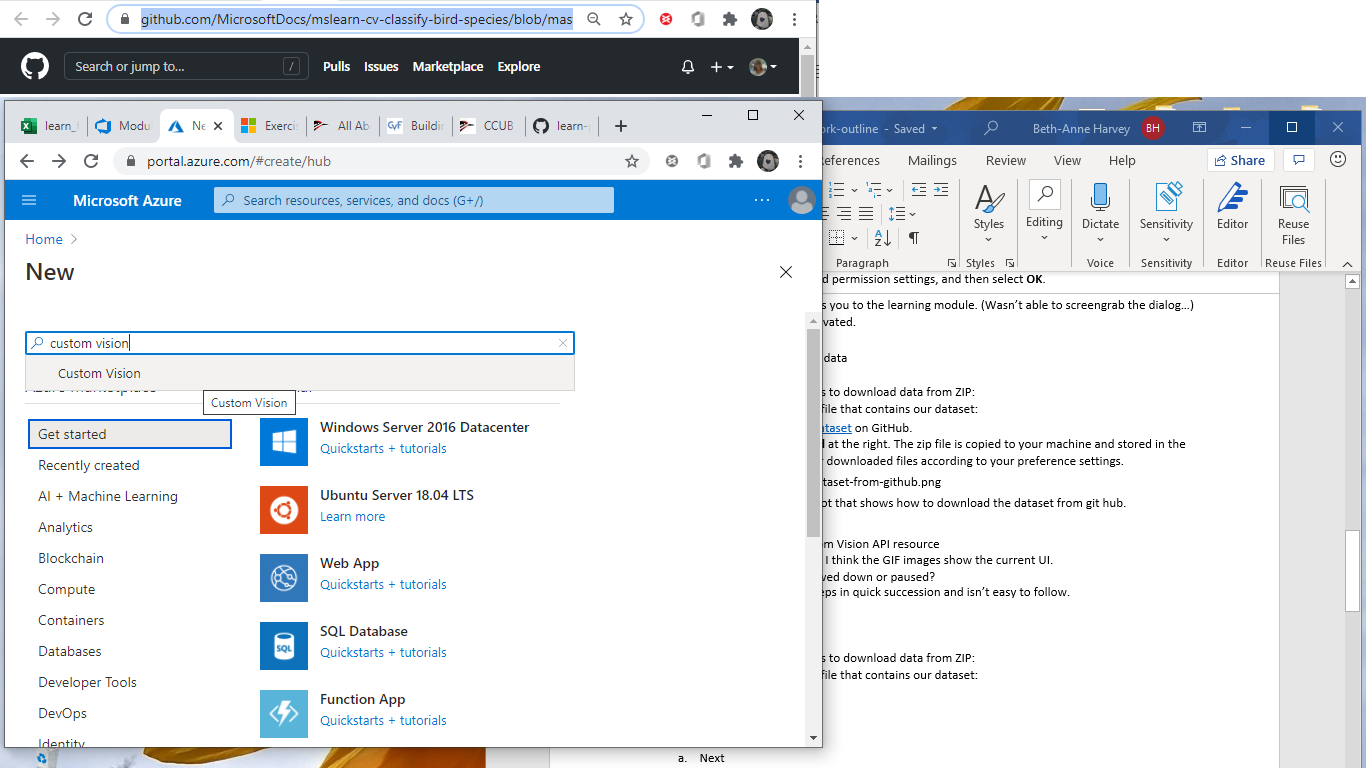 github.com/MicrosoftDocs/mslearn-cv-classify-bird-species/blob/mas
Search or jump to...
/
Pulls Issues Marketplace Explore
learn_
Modu
Ne
Exerci
All Ab
CyF Buildin
CCUB
learn-
portal.azure.com/#create/hub
Microsoft Azure
Search resources, services, and docs (G+/)
Home
New
custom vision
Custom Vision
Custom Vision
Get started
Recently created
AI + Machine Learning
Analytics
Blockchain
Compute
Containers
Databases
Developer Tools
DevOps
Identity
Windows Server 2016 Datacenter
Quickstarts + tutorials
Ubuntu Server 18.04 LTS
Learn more
Web App
Quickstarts + tutorials
SQL
SQL Database
Quickstarts + tutorials
Function App
Quickstarts + tutorials
ork-outline - Saved
Beth-Anne Harvey
BH
eferences Mailings Review View Help
Share
Styles
Editing
Dictate
Sensitivity
Editor
Reuse Files
Paragraph
Styles
Voice
Sensitivity
Editor
Reuse Files
d permission settings, and then select OK.
s you to the learning module. (Wasn’t able to screengrab the dialog...)
vated.
data
s to download data from ZIP:
file that contains our dataset:
taset on GitHub.
at the right. The zip file is copied to your machine and stored in the
downloaded files according to your preference settings.
taset-from-github.png
ot that shows how to download the dataset from git hub.
m Vision API resource
I think the GIF images show the current UI.
wed down or paused?
eps in quick succession and isn’t easy to follow.
s to download data from ZIP:
file that contains our dataset:
a. Next